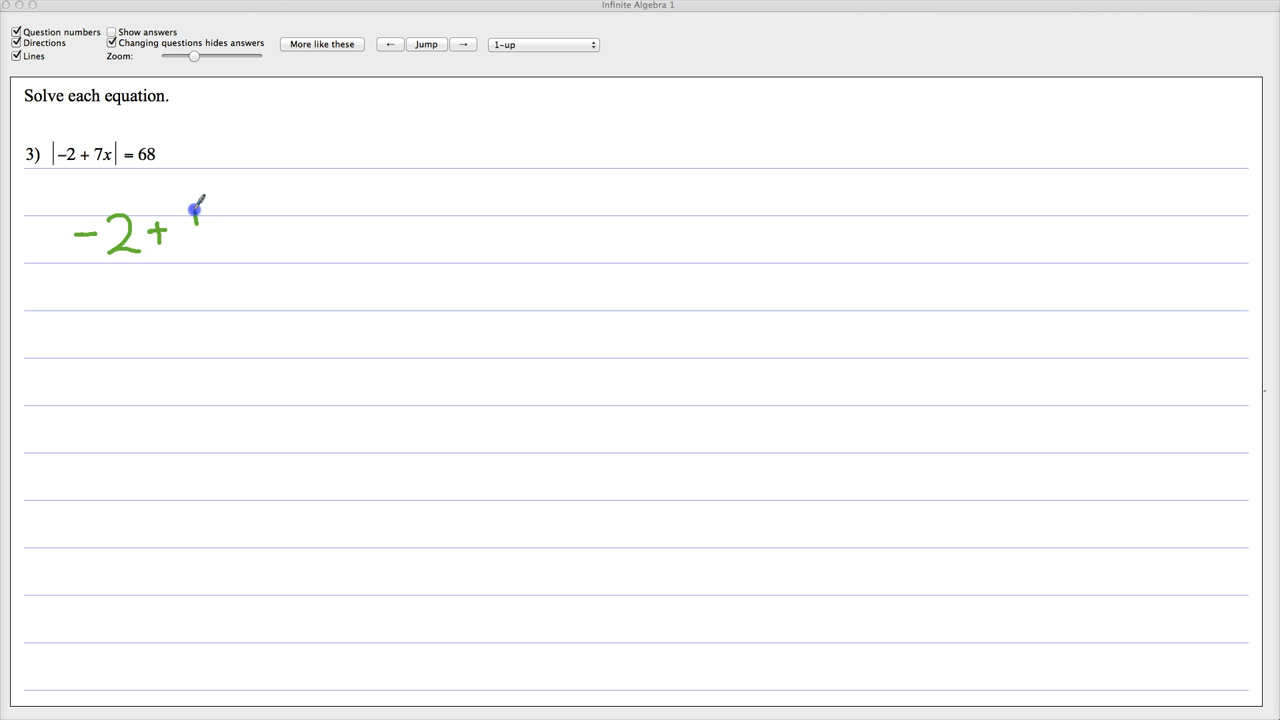 Infinite Algebra 1
Question numbers Show answers
Directions Changing questions hides answers More like these ← Jump → 1-up
Lines Zoom:
Solve each equation.
3) |−2 + 7x| = 68
-2+